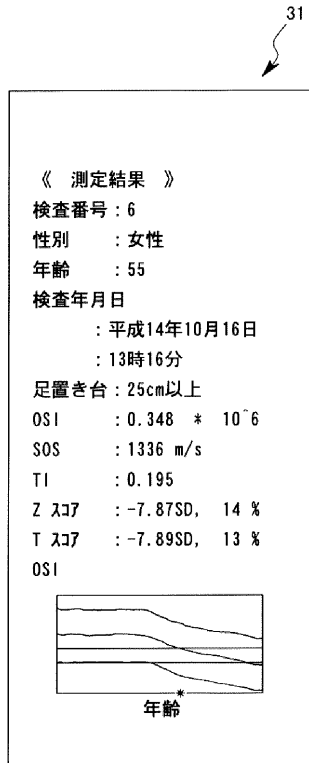 31
《 測定結果 》
検査番号 : 6
性別 : 女性
年齢 : 55
検査年月日
: 平成14年10月16日
: 13時16分
足置き台 : 25cm以上
OSI : 0.348 * 10^6
SOS : 1336 m/s
TI : 0.195
Z スコア : -7.87SD, 14 %
T スコア : -7.89SD, 13 %
OSI
*
年齢